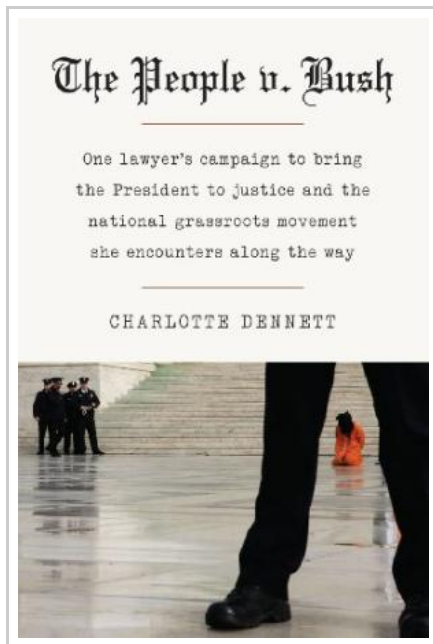 The People v. Bush
One lawyer's campaign to bring
the President to justice and the
national grassroots movement
she encounters along the way
CHARLOTTE DENNETT